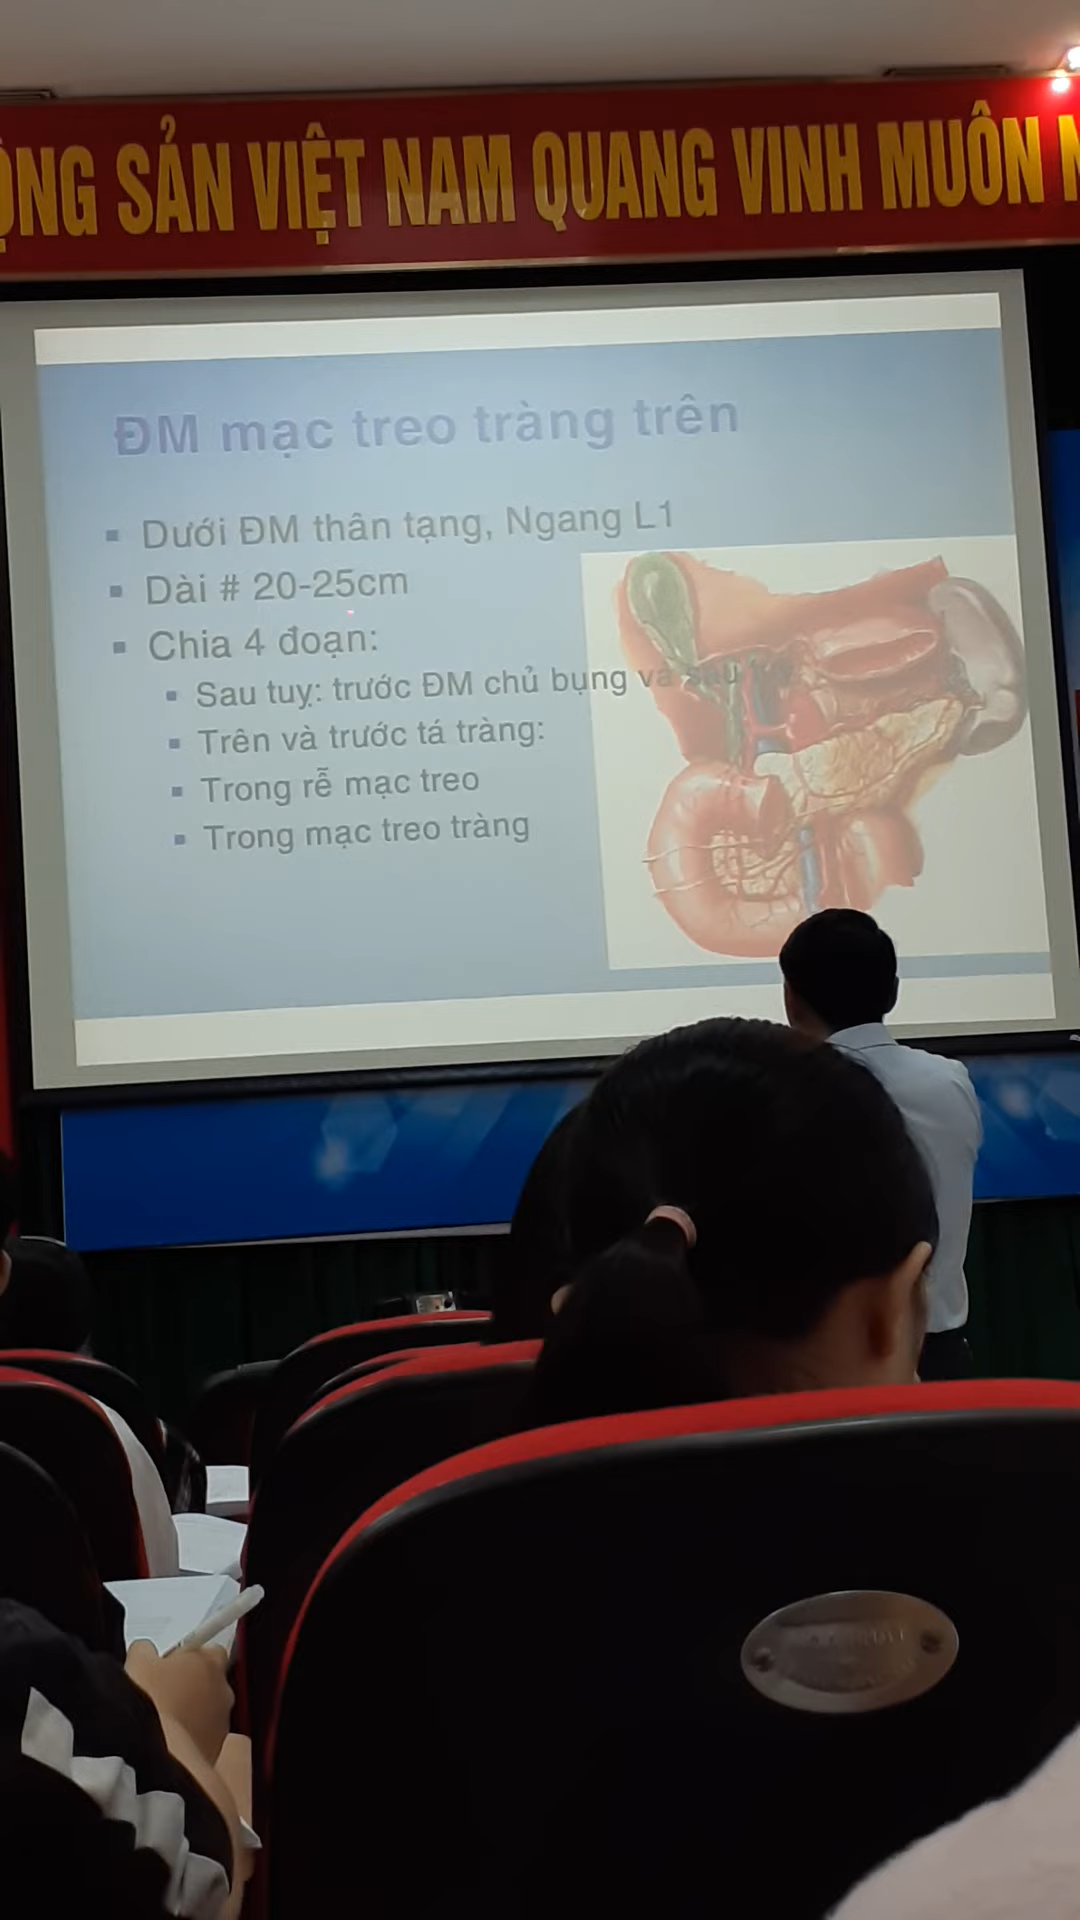 ỘNG SẢN VIỆT NAM QUANG VINH MUÔN N
ĐM mạc treo tràng trên
Dưới ĐM thân tạng, Ngang L1
Dài # 20-25cm
Chia 4 đoạn:
Sau tuỵ: trước ĐM chủ bụng và sau
Trên và trước tá tràng:
Trong rễ mạc treo
Trong mạc treo tràng